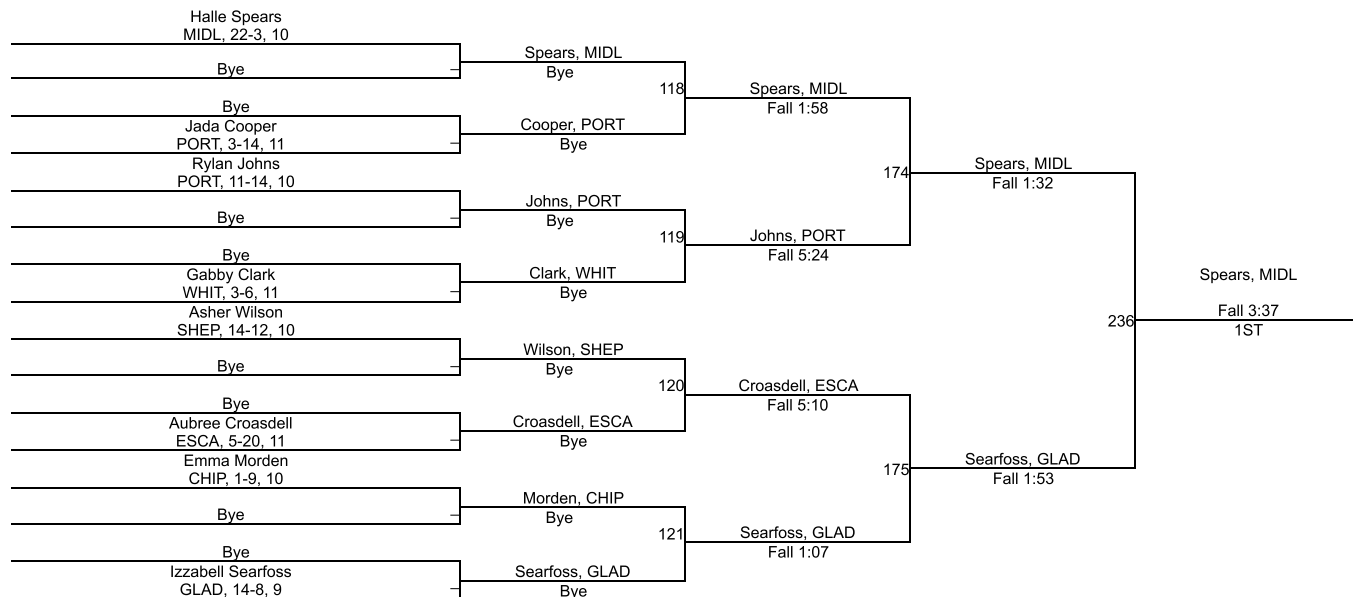 Halle Spears
MIDL, 22-3, 10
Bye
Bye
Jada Cooper
PORT, 3-14, 11
Rylan Johns
PORT, 11-14, 10
Bye
Bye
Gabby Clark
WHIT, 3-6, 11
Asher Wilson
SHEP, 14-12, 10
Bye
Bye
Aubree Croasdell
ESCA, 5-20, 11
Emma Morden
CHIP, 1-9, 10
Bye
Bye
Izzabell Searfoss
GLAD, 14-8, 9
Spears, MIDL
Bye
Cooper, PORT
Bye
Johns, PORT
Bye
Clark, WHIT
Bye
Wilson, SHEP
Bye
Croasdell, ESCA
Bye
Morden, CHIP
Bye
Searfoss, GLAD
Bye
118
119
120
121
Spears, MIDL
Fall 1:58
Johns, PORT
Fall 5:24
Croasdell, ESCA
Fall 5:10
Searfoss, GLAD
Fall 1:07
174
175
Spears, MIDL
Fall 1:32
Searfoss, GLAD
Fall 1:53
236
Spears, MIDL
Fall 3:37
1ST